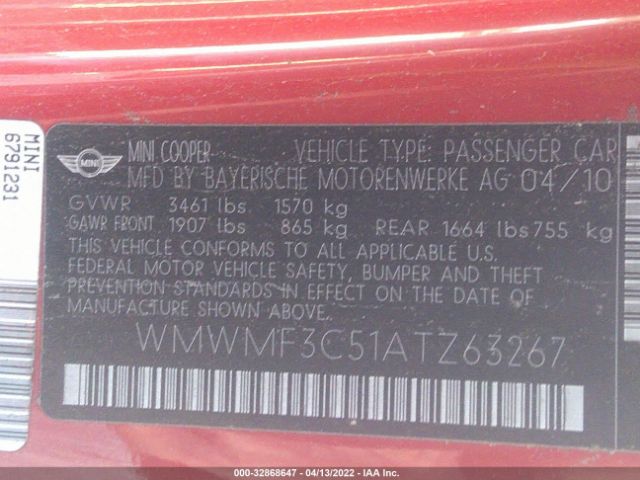 MINI
6791231
MINI
MINI COOPER VEHICLE TYPE: PASSENGER CAR
MFD BY BAYERISCHE MOTORENWERKE AG 04/10
GVWR 3461 lbs 1570 kg
GAWR FRONT 1907 lbs 865 kg REAR 1664 lbs 755 kg
THIS VEHICLE CONFORMS TO ALL APPLICABLE U.S.
FEDERAL MOTOR VEHICLE SAFETY, BUMPER AND THEFT
PREVENTION STANDARDS IN EFFECT ON THE DATE OF
MANUFACTURE SHOWN ABOVE.
WMWMF3C51ATZ63267
000-32868647 - 04/13/2022 - IAA Inc.